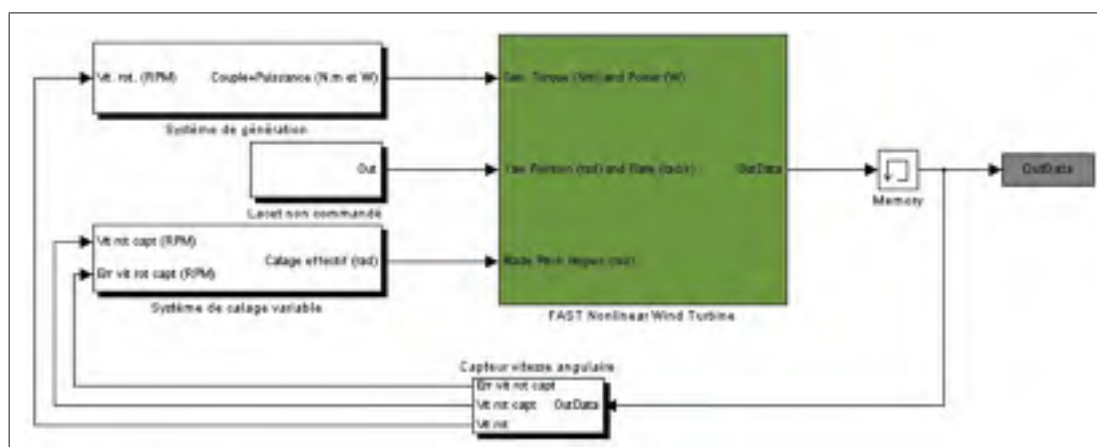 Vit. rot. (RPM)
Couple+Puissance (N.m et W)
Système de génération
Out
Lacet non commandé
Vit rot capt (RPM)
Err vit rot capt (RPM)
Calage effectif (rad)
Système de calage variable
Gen. Torque (Nm) and Power (W)
Yaw Position (rad) and Rate (rad/s)
OutData
Blade Pitch Angles (rad)
FAST Nonlinear Wind Turbine
Memory
OutData
Capteur vitesse angulaire
Err vit rot capt
Vit rot capt
OutData
Vit rot